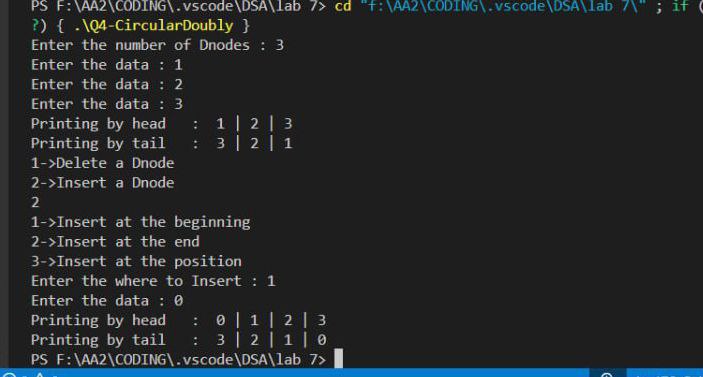 PS F:\AA2\CODING\.vscode\DSA\lab 7> cd "f:\AA2\CODING\.vscode\DSA\lab 7\" ; if (
?) { .\Q4-CircularDoubly }
Enter the number of Dnodes : 3
Enter the data : 1
Enter the data : 2
Enter the data : 3
Printing by head   :  1 | 2 | 3
Printing by tail   :  3 | 2 | 1
1->Delete a Dnode
2->Insert a Dnode
2
1->Insert at the beginning
2->Insert at the end
3->Insert at the position
Enter the where to Insert : 1
Enter the data : 0
Printing by head   :  0 | 1 | 2 | 3
Printing by tail   :  3 | 2 | 1 | 0
PS F:\AA2\CODING\.vscode\DSA\lab 7>